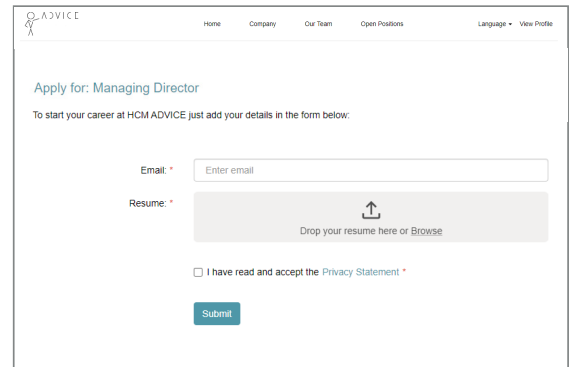 ADVICE
Home Company Our Team Open Positions Language View Profile
Apply for: Managing Director
To start your career at HCM ADVICE just add your details in the form below:
Email: * Enter email
Resume: *
Drop your resume here or Browse
I have read and accept the Privacy Statement *
Submit